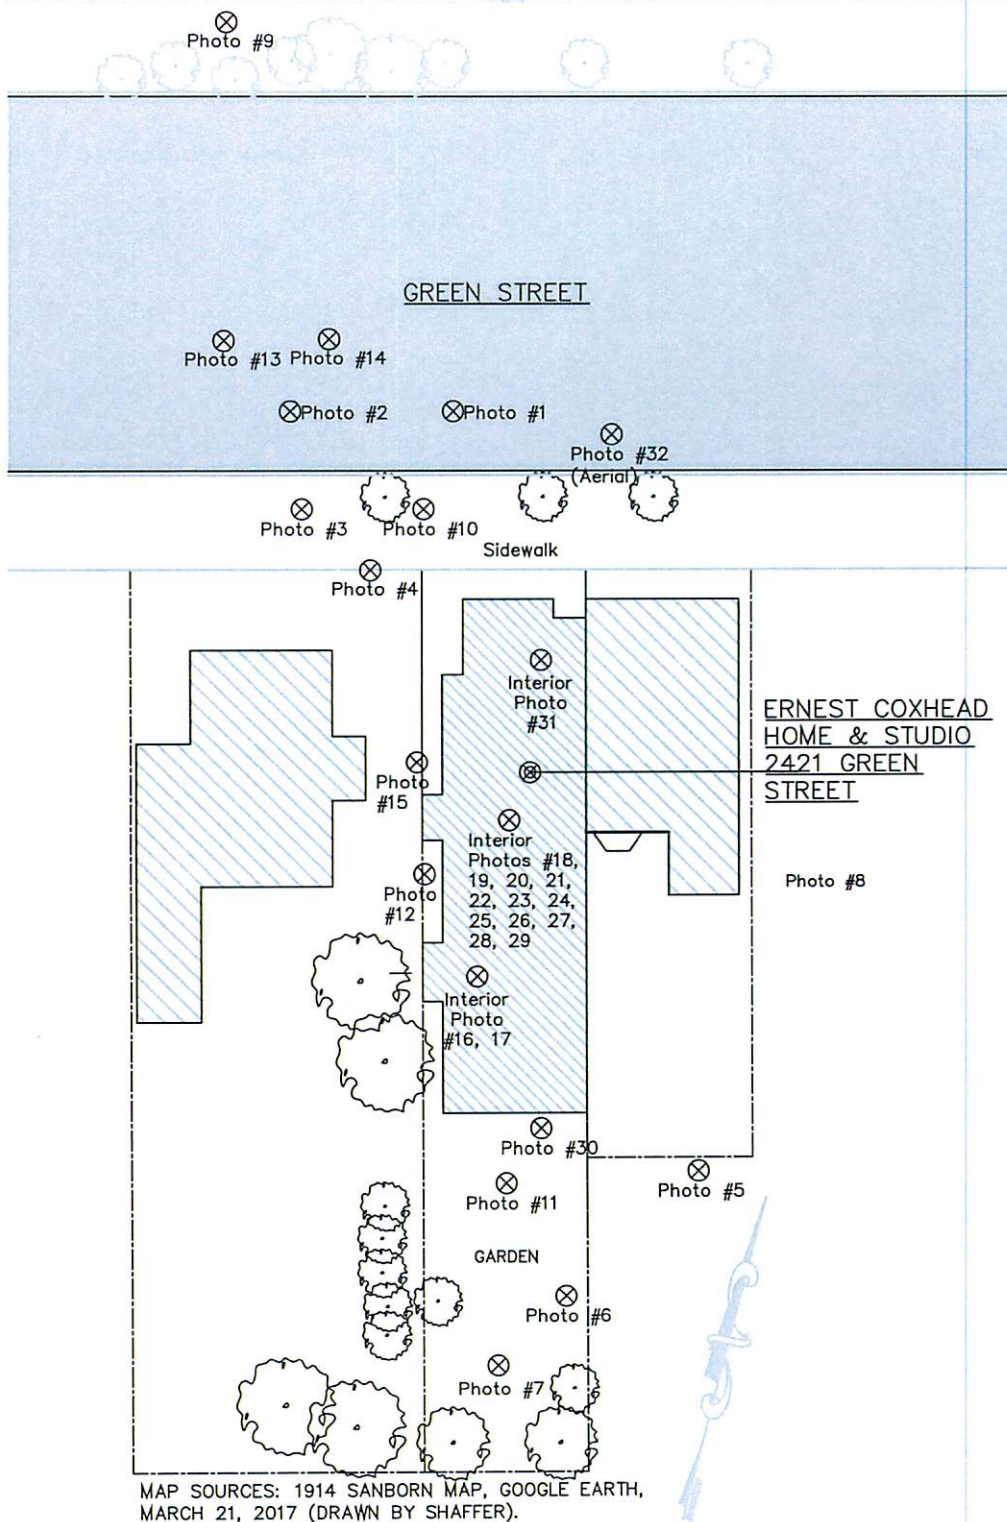 Photo #9
GREEN STREET
Photo #13
Photo #14
Photo #2
Photo #1
Photo #32
(Aerial)
Photo #3
Photo #10
Sidewalk
Photo #4
Interior
Photo
#31
ERNEST COXHEAD
HOME & STUDIO
2421 GREEN
STREET
Photo
#15
Interior
Photos #18,
19, 20, 21,
22, 23, 24,
25, 26, 27,
28, 29
Photo #8
Photo
#12
Interior
Photo
#16, 17
Photo #30
Photo #11
Photo #5
GARDEN
Photo #6
Photo #7
MAP SOURCES: 1914 SANBORN MAP, GOOGLE EARTH,
MARCH 21, 2017 (DRAWN BY SHAFFER).